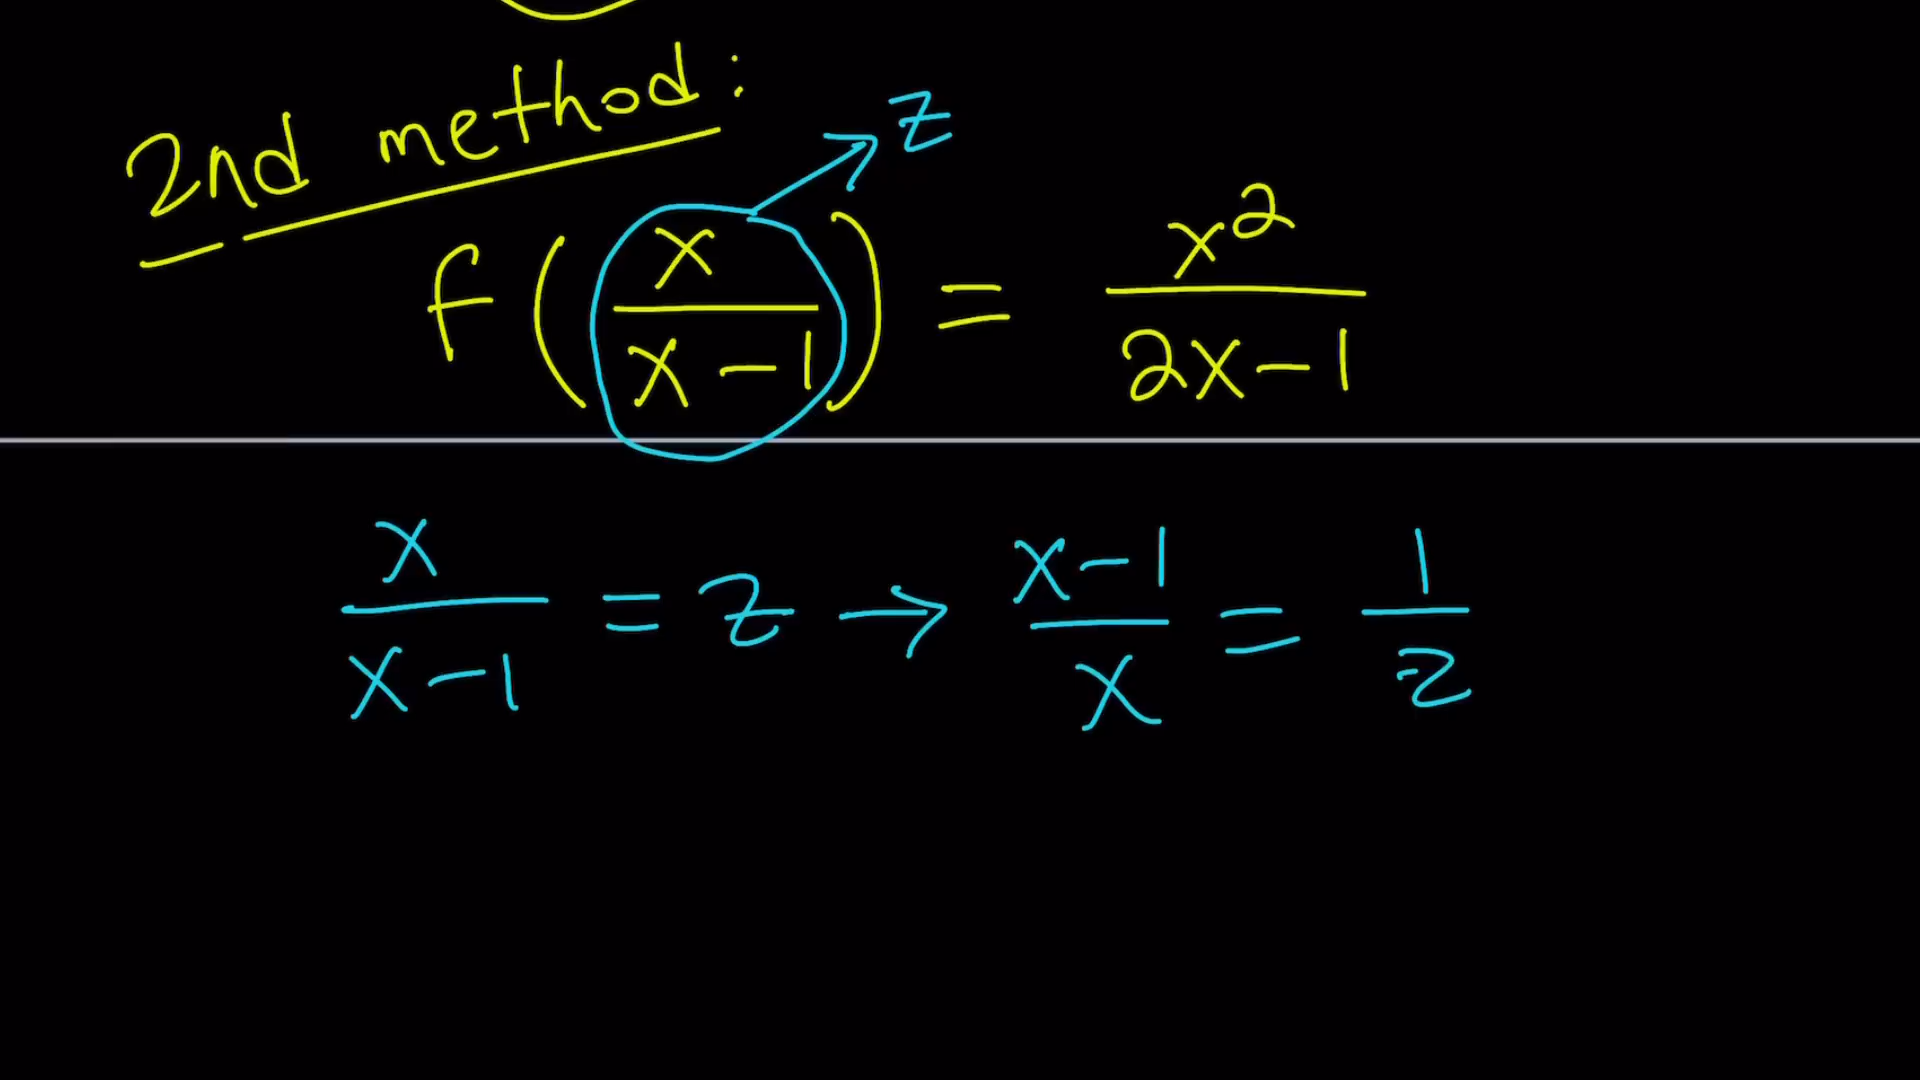 2nd method:
z
f(x/(x-1)) = x²/(2x-1)
x/(x-1) = z → (x-1)/x = 1/z